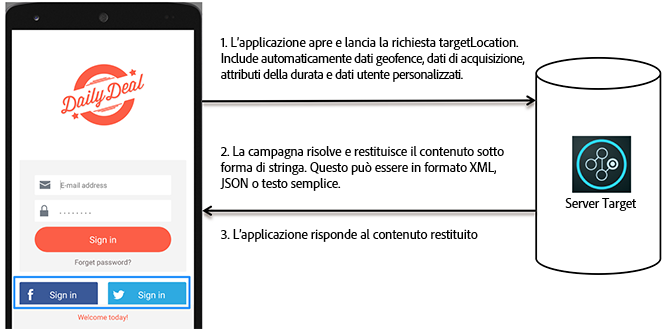 Daily Deal
E-mail address
Sign in
Forget password?
f Sign in
Sign in
Welcome today!
1. L'applicazione apre e lancia la richiesta targetLocation.
Include automaticamente dati geofence, dati di acquisizione,
attributi della durata e dati utente personalizzati.
2. La campagna risolve e restituisce il contenuto sotto
forma di stringa. Questo può essere in formato XML,
JSON o testo semplice.
3. L'applicazione risponde al contenuto restituito
Server Target